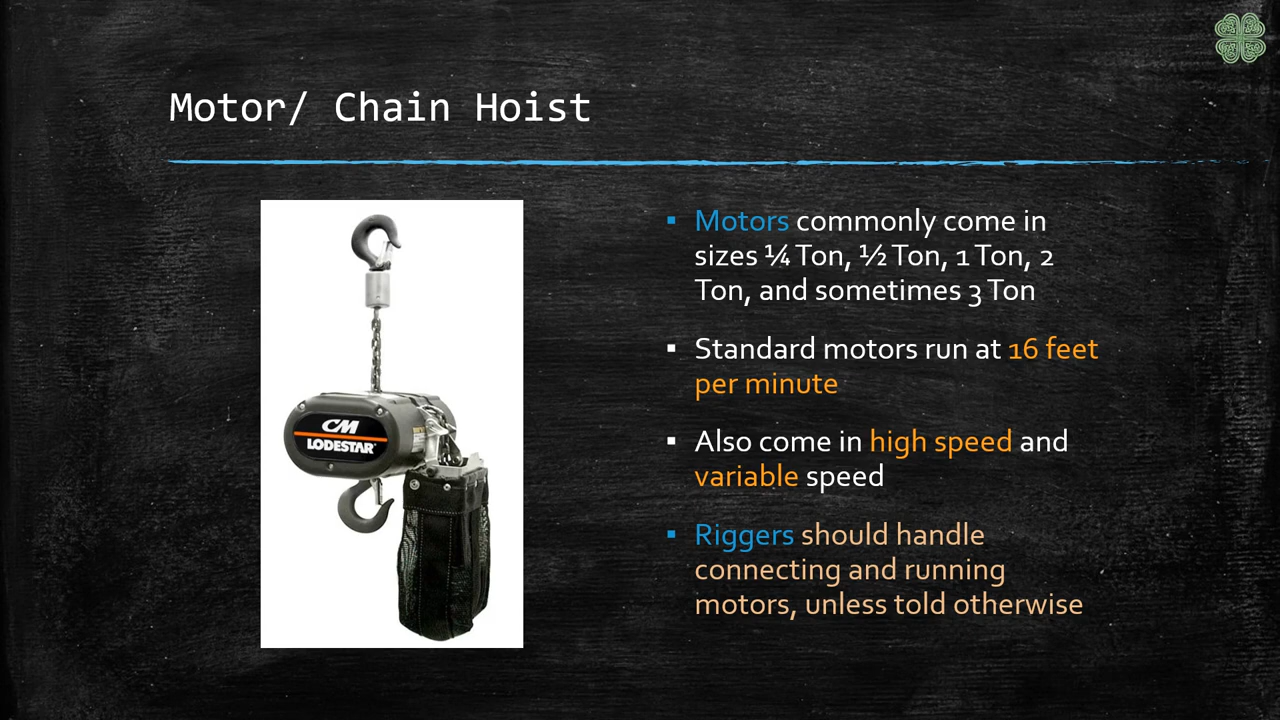 Motor/ Chain Hoist
CM
LODESTAR
Motors commonly come in
sizes ¼ Ton, ½ Ton, 1 Ton, 2
Ton, and sometimes 3 Ton
Standard motors run at 16 feet
per minute
Also come in high speed and
variable speed
Riggers should handle
connecting and running
motors, unless told otherwise